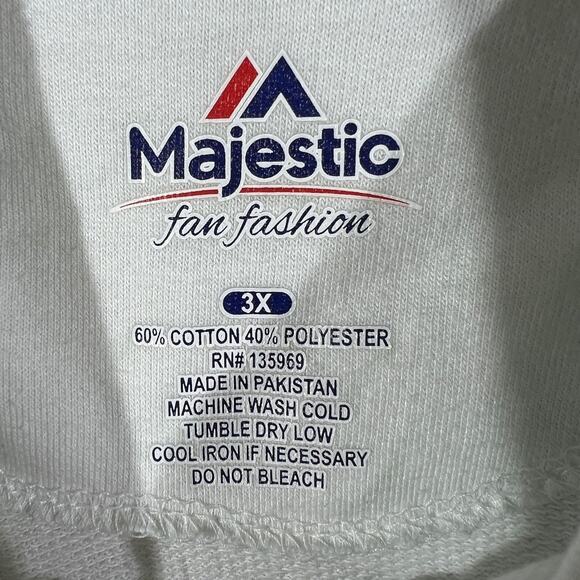 Majestic
fan fashion
3X
60% COTTON 40% POLYESTER
RN# 135969
MADE IN PAKISTAN
MACHINE WASH COLD
TUMBLE DRY LOW
COOL IRON IF NECESSARY
DO NOT BLEACH